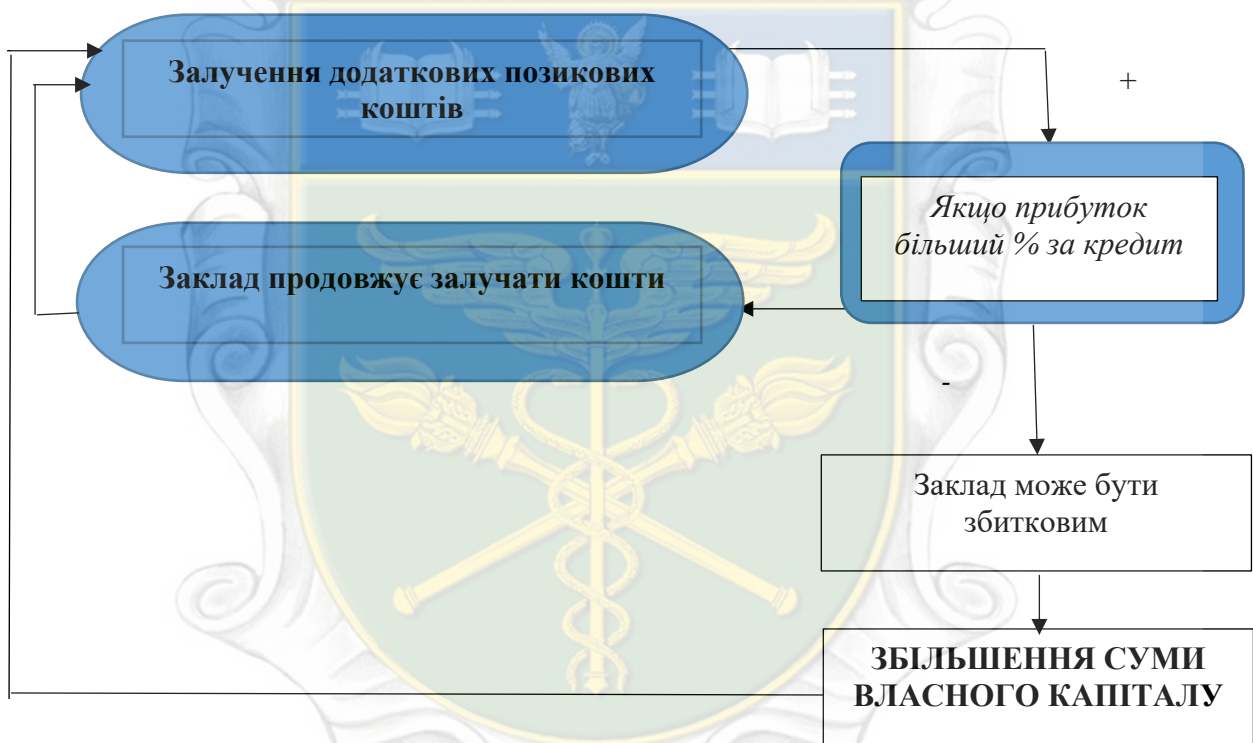 Залучення додаткових позикових
коштів
+
Якщо прибуток
більший % за кредит
Заклад продовжує залучати кошти
-
Заклад може бути
збитковим
ЗБІЛЬШЕННЯ СУМИ
ВЛАСНОГО КАПІТАЛУ